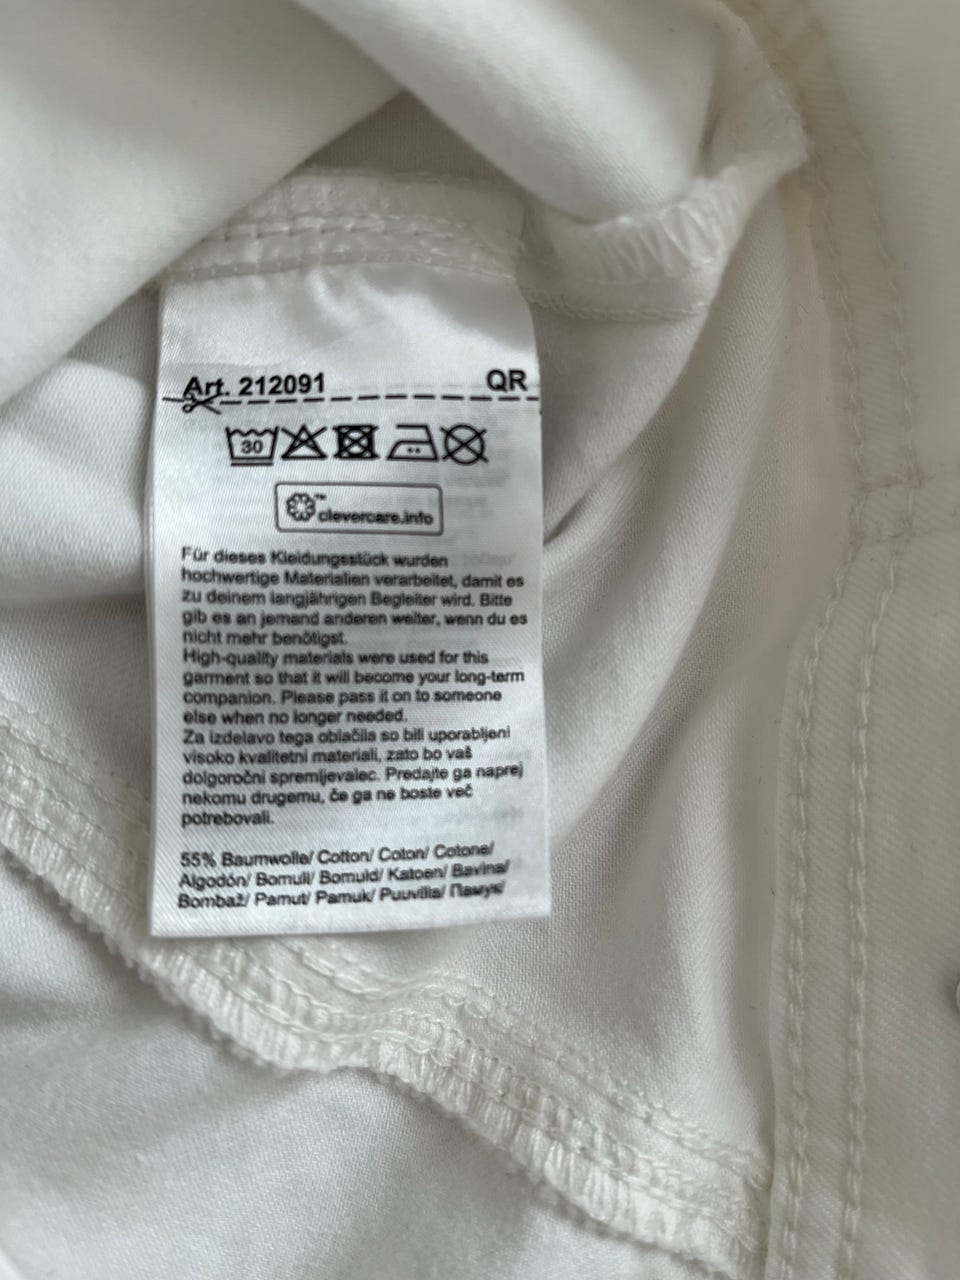 Art. 212091 QR
30
clevercare.info
Für dieses Kleidungsstück wurden
hochwertige Materialien verarbeitet, damit es
zu deinem langjährigen Begleiter wird. Bitte
gib es an jemand anderen weiter, wenn du es
nicht mehr benötigst.
High-quality materials were used for this
garment so that it will become your long-term
companion. Please pass it on to someone
else when no longer needed.
Za izdelavo tega oblačila so bili uporabljeni
visoko kvalitetni materiali, zato bo vaš
dolgoročni spremljevalec. Predajte ga naprej
nekomu drugemu, če ga ne boste več
potrebovali.
55% Baumwolle/ Cotton/ Coton/ Cotone/
Algodón/ Bomull/ Bomuld/ Katoen/ Bavlna/
Bombaž/ Pamut/ Pamuk/ Puuvilla/ Памук/